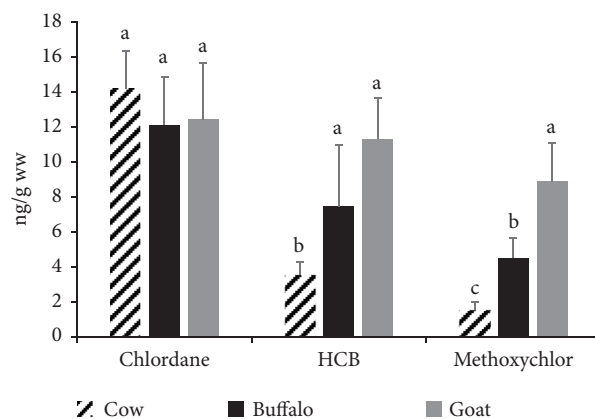 18
16
14
12
10
8
6
4
2
0
ng/g ww
a
a
a
b
a
a
c
b
a
Chlordane
HCB
Methoxychlor
Cow
Buffalo
Goat